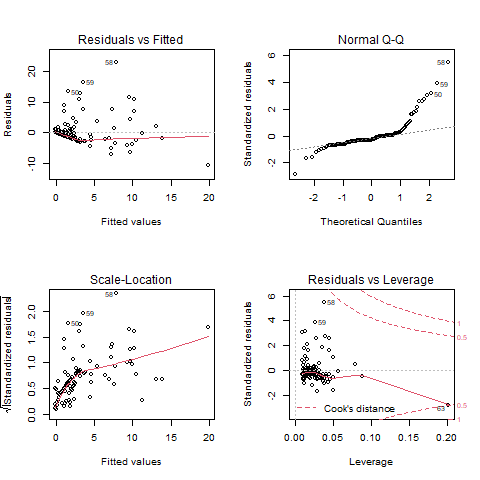 Residuals vs Fitted
Residuals
-10 0 10 20
58
59
50
0 5 10 15 20
Fitted values
Normal Q-Q
Standardized residuals
-2 0 2 4 6
58
59
50
-2 -1 0 1 2
Theoretical Quantiles
Scale-Location
√|Standardized residuals|
0.0 0.5 1.0 1.5 2.0
58
59
50
0 5 10 15 20
Fitted values
Residuals vs Leverage
Standardized residuals
-2 0 2 4 6
58
59
63
1
0.5
0.5
1
Cook's distance
0.00 0.05 0.10 0.15 0.20
Leverage